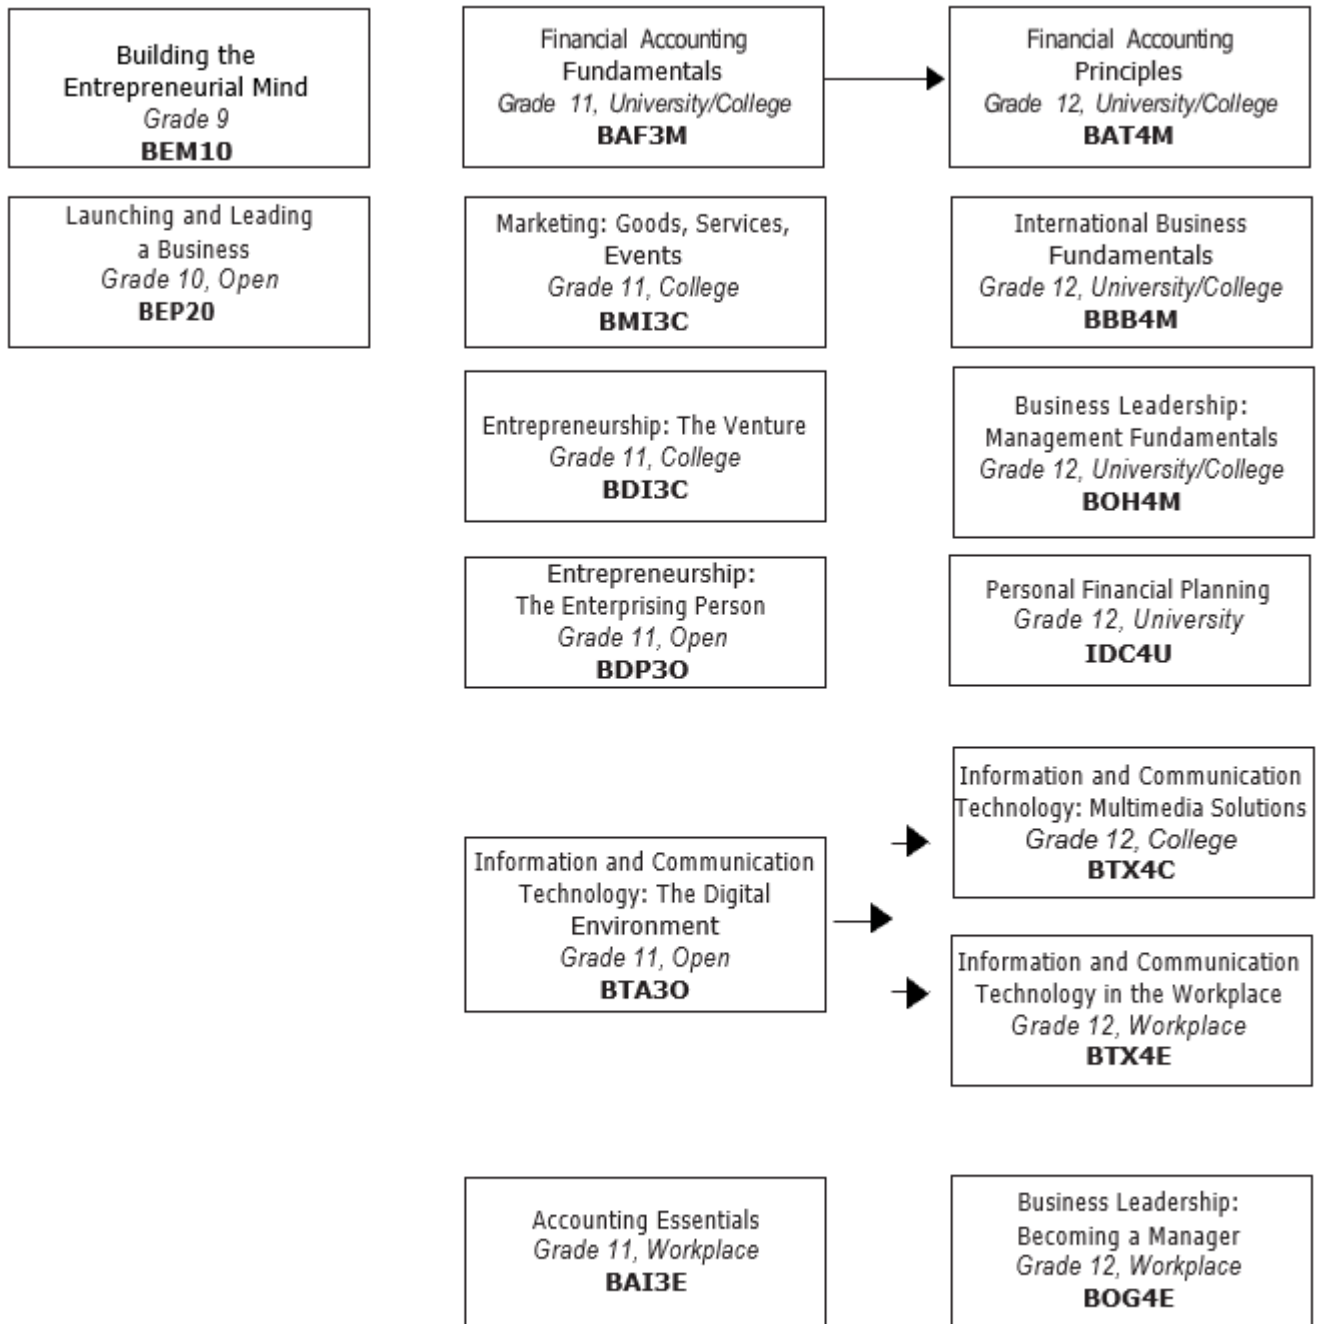 Building the
Entrepreneurial Mind
Grade 9
BEM10
Financial Accounting
Fundamentals
Grade 11, University/College
BAF3M
Financial Accounting
Principles
Grade 12, University/College
BAT4M
Launching and Leading
a Business
Grade 10, Open
BEP20
Marketing: Goods, Services,
Events
Grade 11, College
BMI3C
International Business
Fundamentals
Grade 12, University/College
BBB4M
Entrepreneurship: The Venture
Grade 11, College
BDI3C
Business Leadership:
Management Fundamentals
Grade 12, University/College
BOH4M
Entrepreneurship:
The Enterprising Person
Grade 11, Open
BDP3O
Personal Financial Planning
Grade 12, University
IDC4U
Information and Communication
Technology: The Digital
Environment
Grade 11, Open
BTA3O
Information and Communication
Technology: Multimedia Solutions
Grade 12, College
BTX4C
Information and Communication
Technology in the Workplace
Grade 12, Workplace
BTX4E
Accounting Essentials
Grade 11, Workplace
BAI3E
Business Leadership:
Becoming a Manager
Grade 12, Workplace
BOG4E